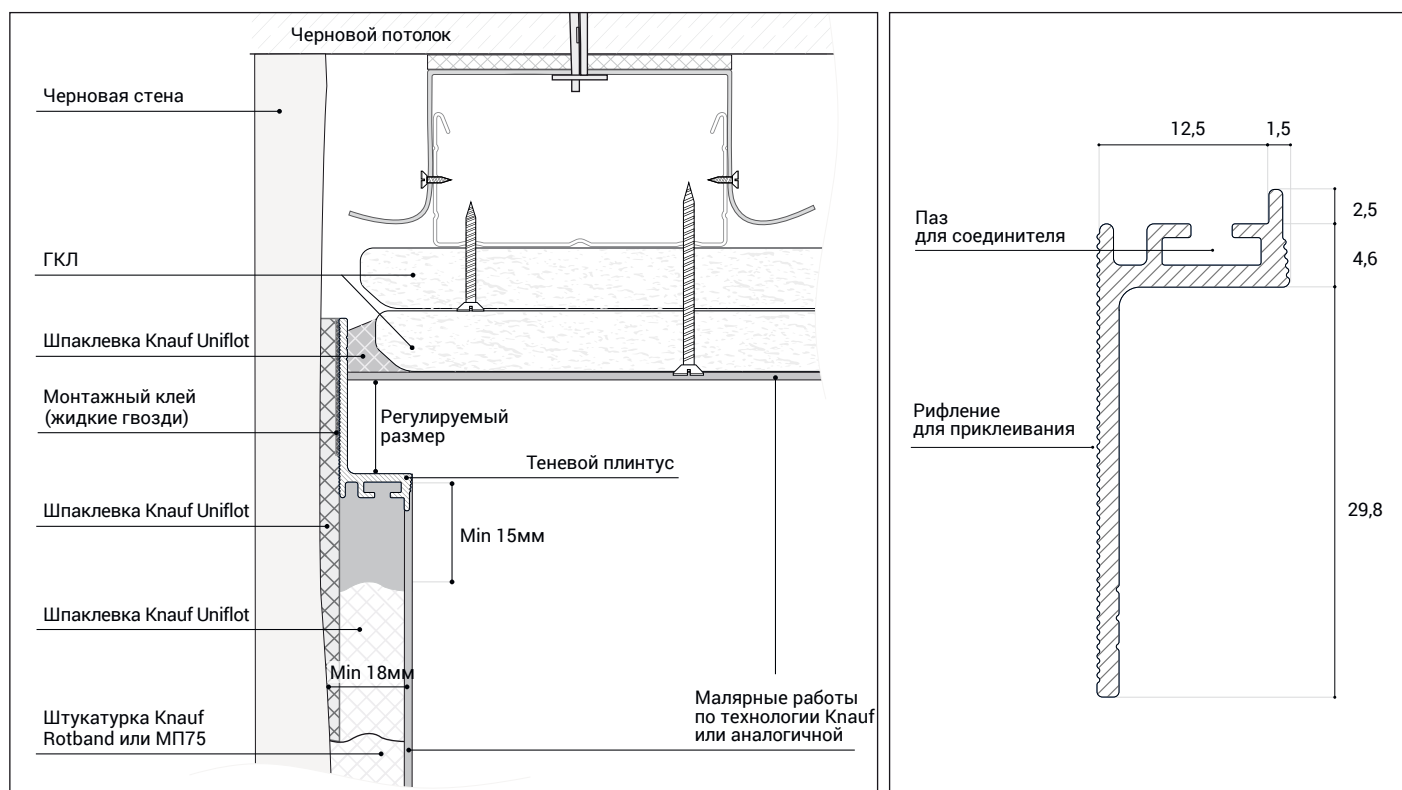 Черновой потолок
Черновая стена
ГКЛ
Шпаклевка Knauf Uniflot
Монтажный клей
(жидкие гвозди)
Регулируемый
размер
Теневой плинтус
Шпаклевка Knauf Uniflot
Min 15мм
Шпаклевка Knauf Uniflot
Min 18мм
Штукатурка Knauf
Rotband или МП75
Малярные работы
по технологии Knauf
или аналогичной
12,5
1,5
2,5
4,6
Паз
для соединителя
Рифление
для приклеивания
29,8